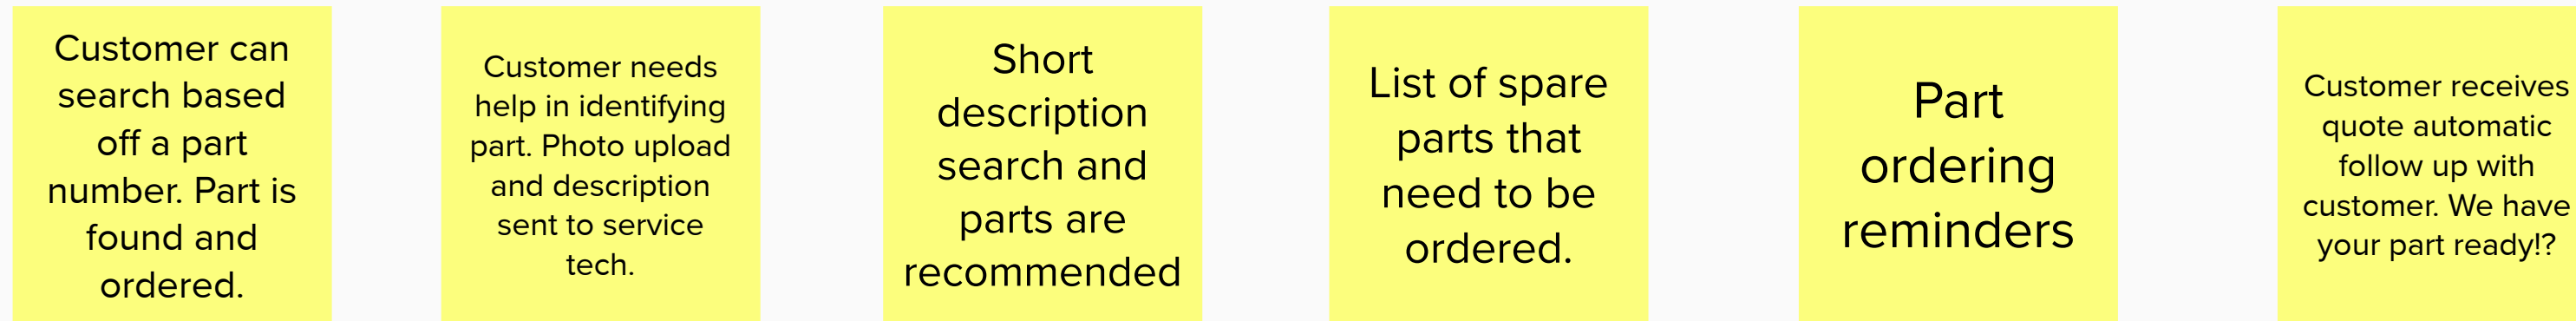 Customer can
search based
off a part
number. Part is
found and
ordered.
Customer needs
help in identifying
part. Photo upload
and description
sent to service
tech.
Short
description
search and
parts are
recommended
List of spare
parts that
need to be
ordered.
Part
ordering
reminders
Customer receives
quote automatic
follow up with
customer. We have
your part ready!?